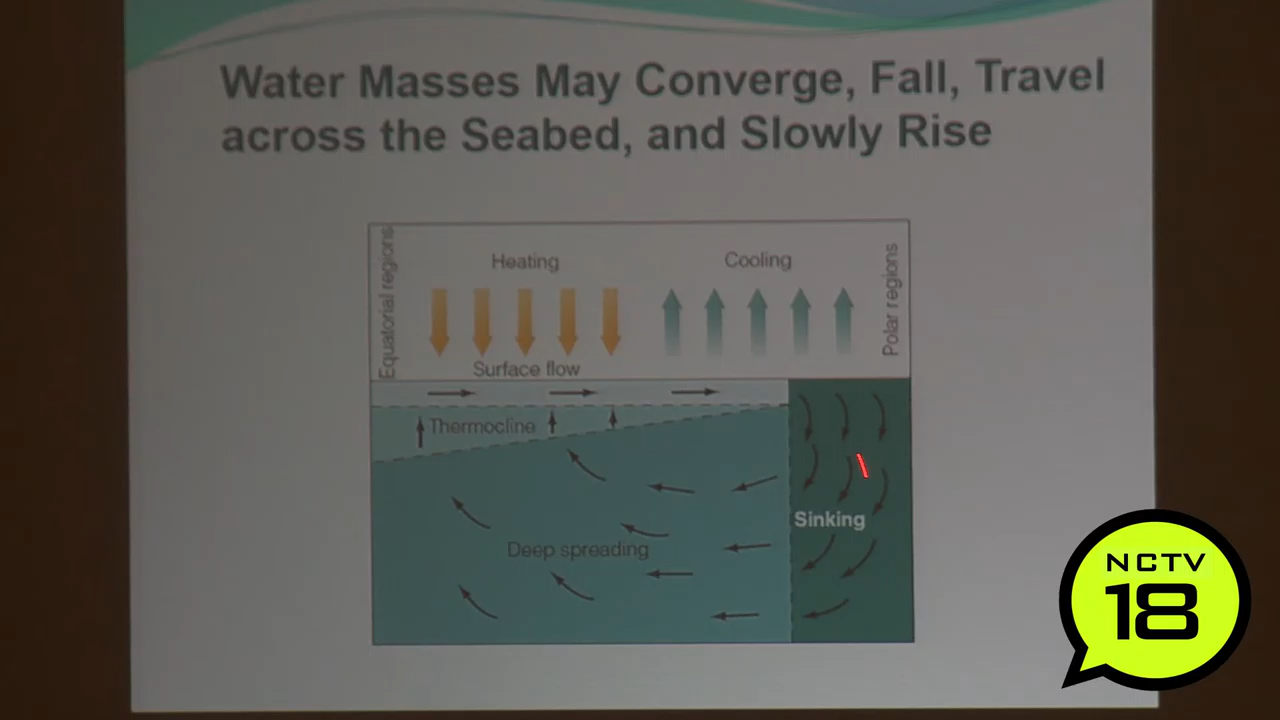 Water Masses May Converge, Fall, Travel
across the Seabed, and Slowly Rise
Equatorial regions
Heating
Cooling
Polar regions
Surface flow
Thermocline
Sinking
Deep spreading
NCTV
18